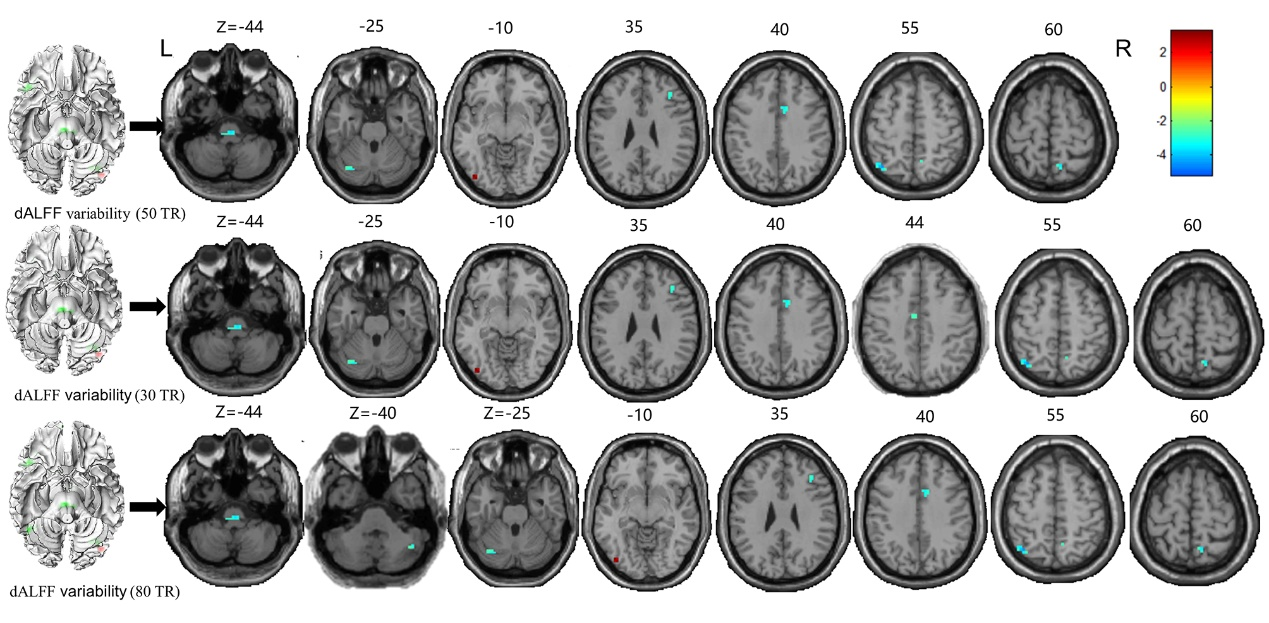 Z=-44 -25 -10 35 40 55 60
L R
2
0
-2
-4
dALFF variability (50 TR)
Z=-44 -25 -10 35 40 44 55 60
dALFF variability (30 TR)
Z=-44 Z=-40 Z=-25 -10 35 40 55 60
dALFF variability (80 TR)